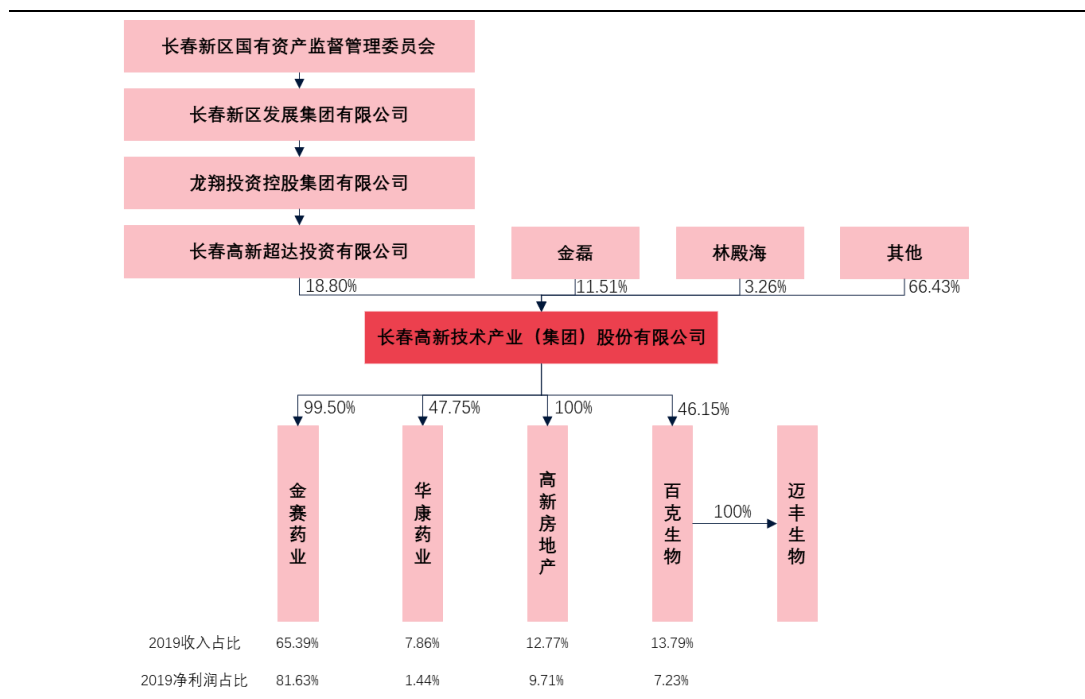 长春新区国有资产监督管理委员会
长春新区发展集团有限公司
龙翔投资控股集团有限公司
长春高新超达投资有限公司
金磊
林殿海
其他
18.80%
11.51%
3.26%
66.43%
长春高新技术产业（集团）股份有限公司
99.50%
47.75%
100%
46.15%
金赛药业
华康药业
高新房地产
百克生物
100%
迈丰生物
2019收入占比 65.39% 7.86% 12.77% 13.79%
2019净利润占比 81.63% 1.44% 9.71% 7.23%